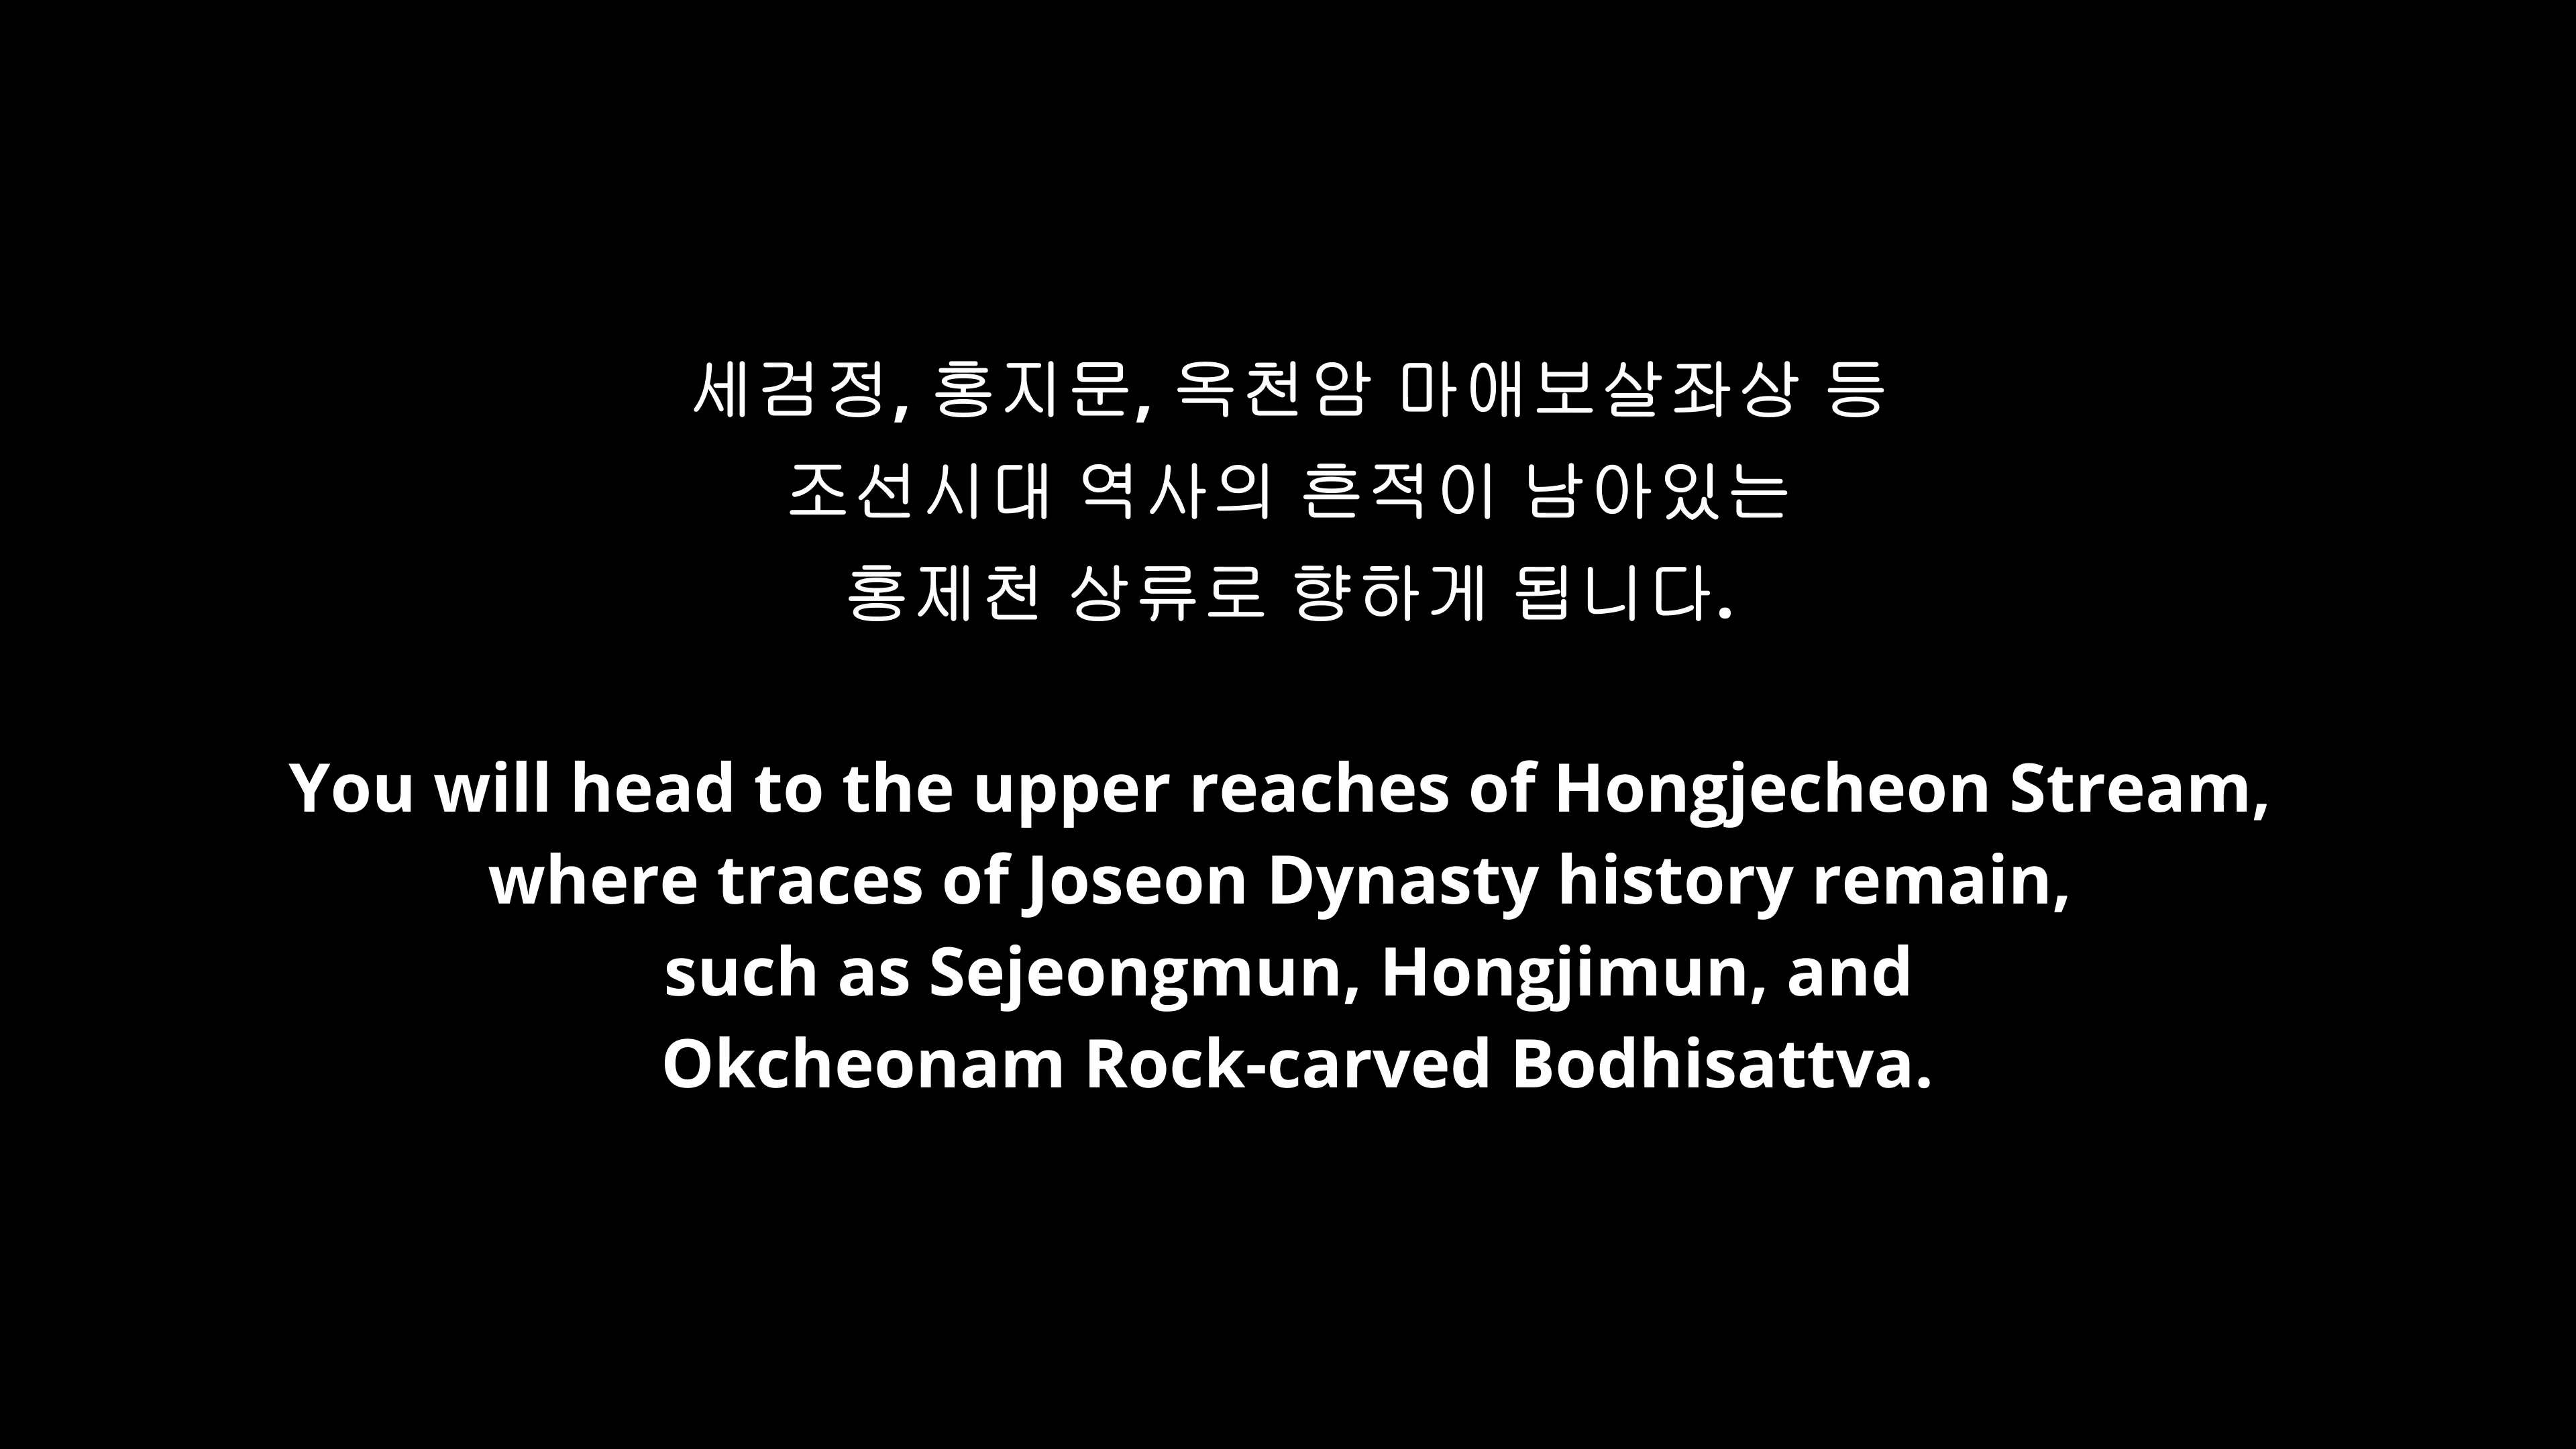 세검정, 홍지문, 옥천암 마애보살좌상 등
조선시대 역사의 흔적이 남아있는
홍제천 상류로 향하게 됩니다.
You will head to the upper reaches of Hongjecheon Stream,
where traces of Joseon Dynasty history remain,
such as Sejeongmun, Hongjimun, and
Okcheonam Rock-carved Bodhisattva.